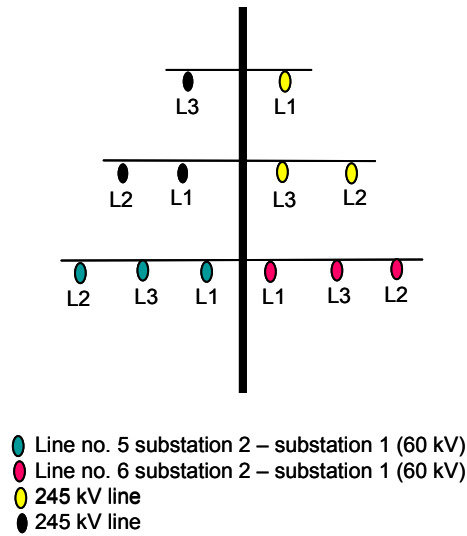 L3 L1
L2 L1 L3 L2
L2 L3 L1 L1 L3 L2
Line no. 5 substation 2 – substation 1 (60 kV)
Line no. 6 substation 2 – substation 1 (60 kV)
245 kV line
245 kV line